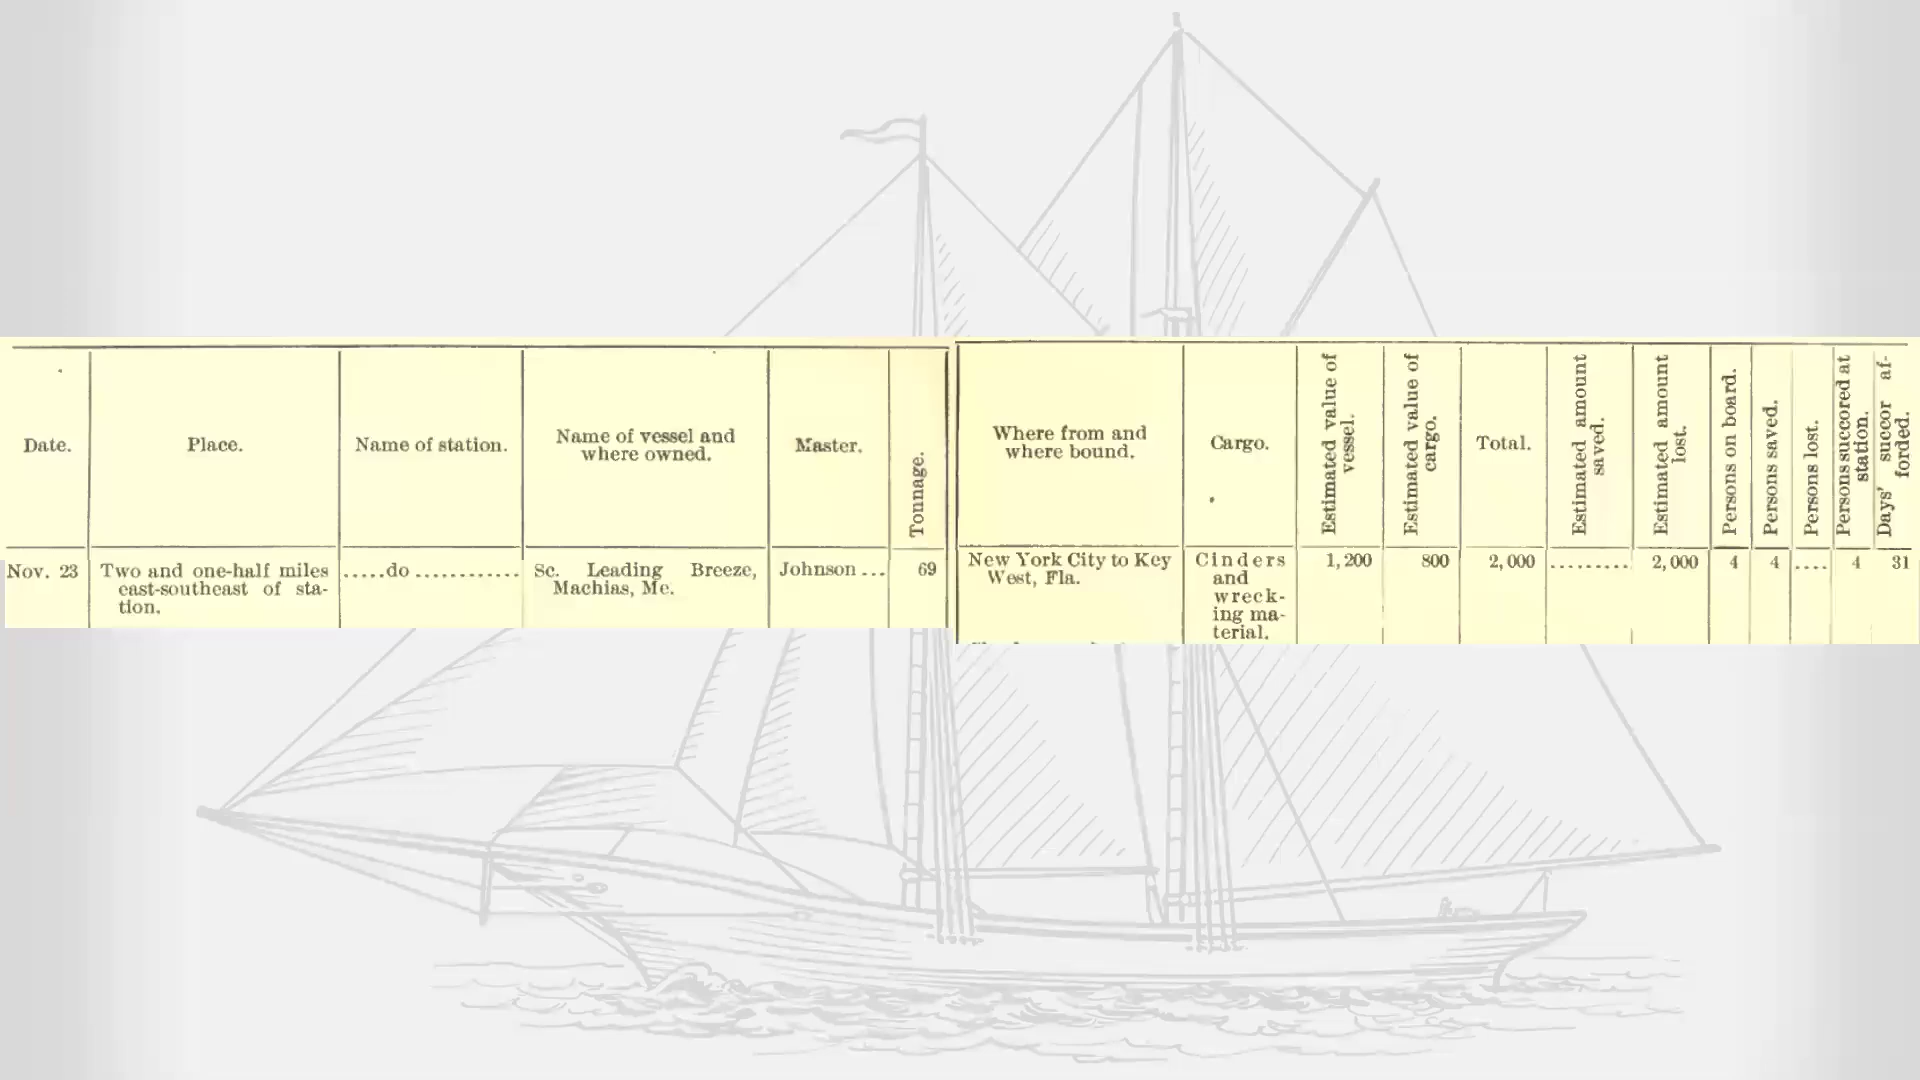 Date.
Place.
Name of station.
Name of vessel and
where owned.
Master.
Tonnage.
Where from and
where bound.
Cargo.
Estimated value of
vessel.
Estimated value of
cargo.
Total.
Estimated amount
saved.
Estimated amount
lost.
Persons on board.
Persons saved.
Persons lost.
Persons succored at
station.
Days' succor af-
forded.
Nov. 23
Two and one-half miles
east-southeast of sta-
tion.
.....do............
Sc. Leading Breeze,
Machias, Me.
Johnson...
69
New York City to Key
West, Fla.
Cinders
and
wreck-
ing ma-
terial.
1,200
800
2,000
.........
2,000
4
4
....
4
31